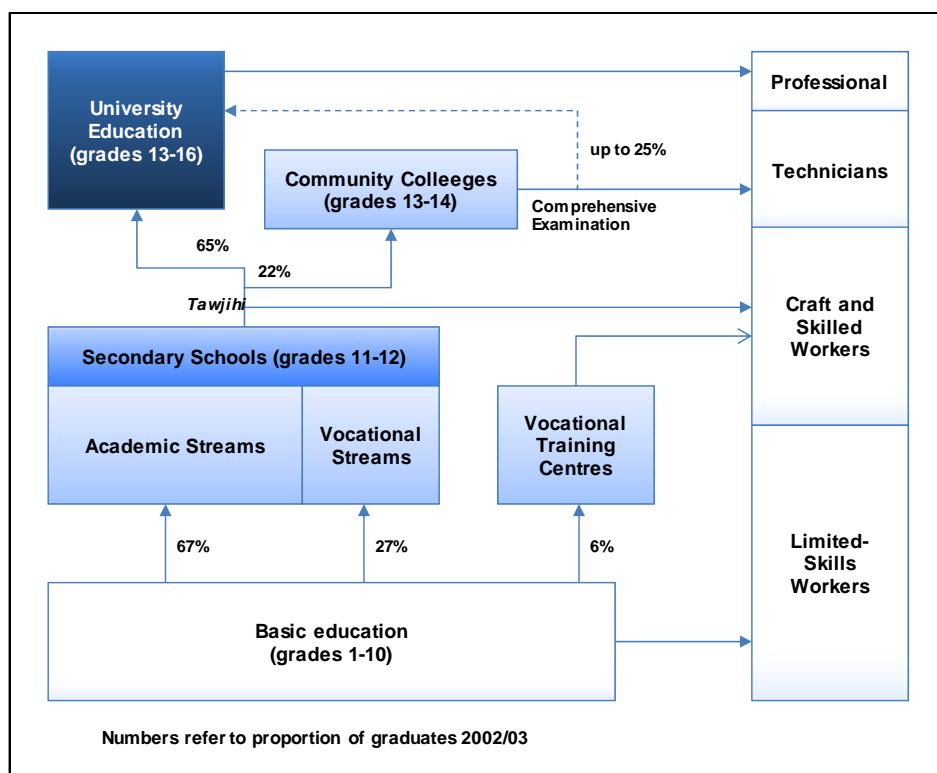 University
Education
(grades 13-16)
Professional
up to 25%
Community Colleeges
(grades 13-14)
Technicians
Comprehensive
Examination
65%
22%
Tawjihi
Craft and
Skilled
Workers
Secondary Schools (grades 11-12)
Academic Streams
Vocational
Streams
Vocational
Training
Centres
67%
27%
6%
Limited-
Skills
Workers
Basic education
(grades 1-10)
Numbers refer to proportion of graduates 2002/03